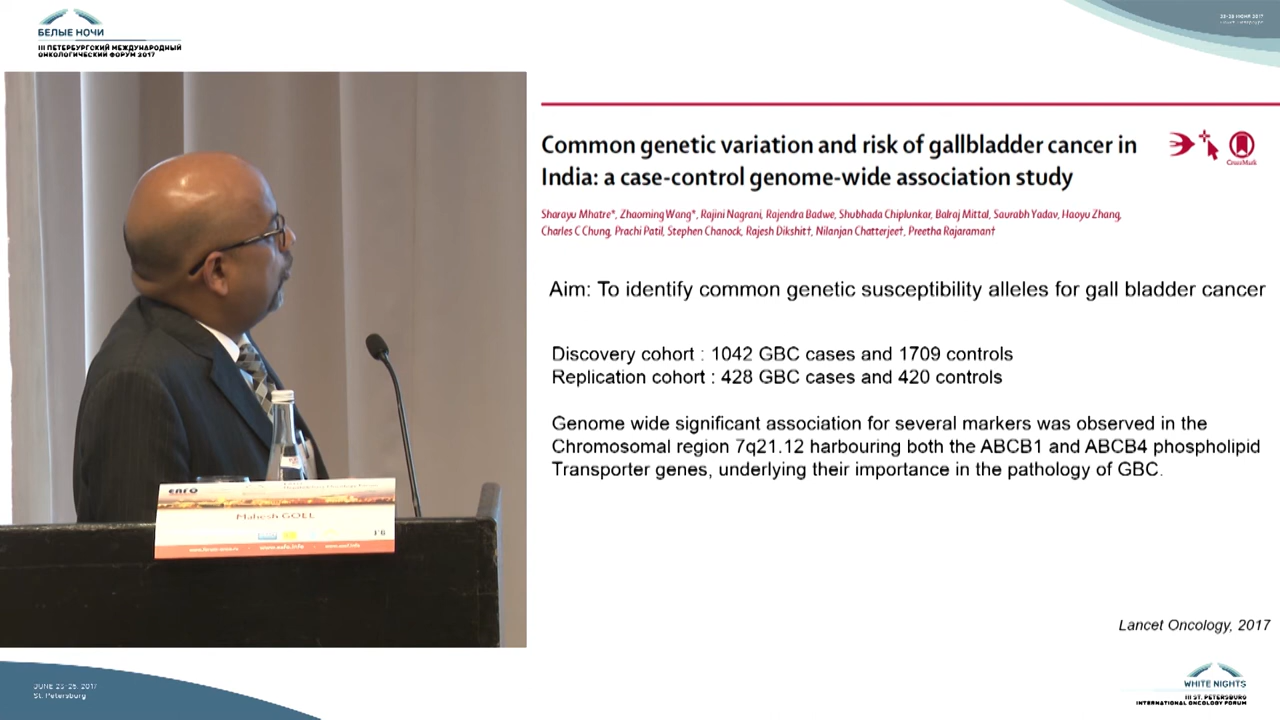 БЕЛЫЕ НОЧИ
III ПЕТЕРБУРГСКИЙ МЕЖДУНАРОДНЫЙ
ОНКОЛОГИЧЕСКИЙ ФОРУМ 2017
Common genetic variation and risk of gallbladder cancer in
India: a case-control genome-wide association study
CrossMark
Sharayu Mhatre*, Zhaoming Wang*, Rajini Nagrani, Rajendra Badwe, Shubhada Chiplunkar, Balraj Mittal, Saurabh Yadav, Haoyu Zhang,
Charles C Chung, Prachi Patil, Stephen Chanock, Rajesh Dikshit†, Nilanjan Chatterjee†, Preetha Rajaraman†
Aim: To identify common genetic susceptibility alleles for gall bladder cancer
Discovery cohort : 1042 GBC cases and 1709 controls
Replication cohort : 428 GBC cases and 420 controls
Genome wide significant association for several markers was observed in the
Chromosomal region 7q21.12 harbouring both the ABCB1 and ABCB4 phospholipid
Transporter genes, underlying their importance in the pathology of GBC.
Lancet Oncology, 2017
Mahesh GOEL
St. Petersburg
WHITE NIGHTS
III ST. PETERSBURG
INTERNATIONAL ONCOLOGY FORUM